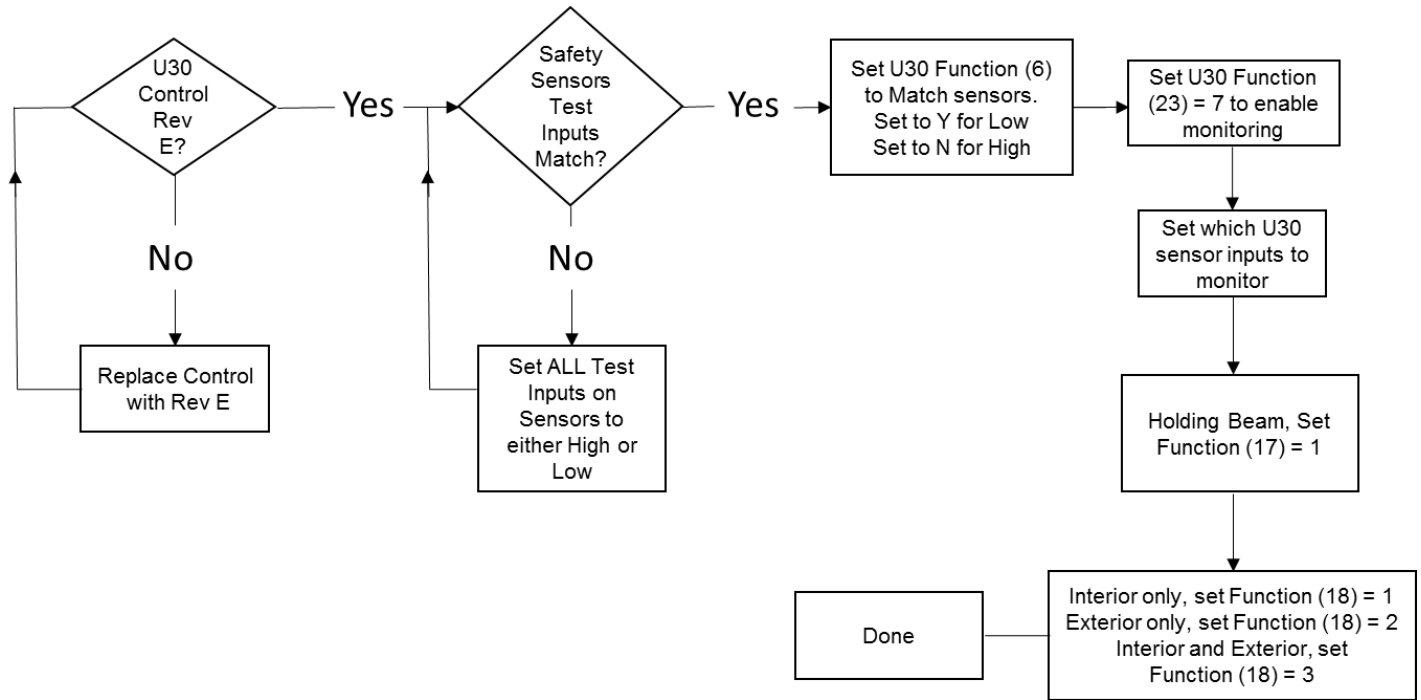 U30
Control
Rev
E?
Yes
No
Replace Control
with Rev E
Safety
Sensors
Test
Inputs
Match?
Yes
No
Set ALL Test
Inputs on
Sensors to
either High or
Low
Set U30 Function (6)
to Match sensors.
Set to Y for Low
Set to N for High
Set U30 Function
(23) = 7 to enable
monitoring
Set which U30
sensor inputs to
monitor
Holding Beam, Set
Function (17) = 1
Interior only, set Function (18) = 1
Exterior only, set Function (18) = 2
Interior and Exterior, set
Function (18) = 3
Done